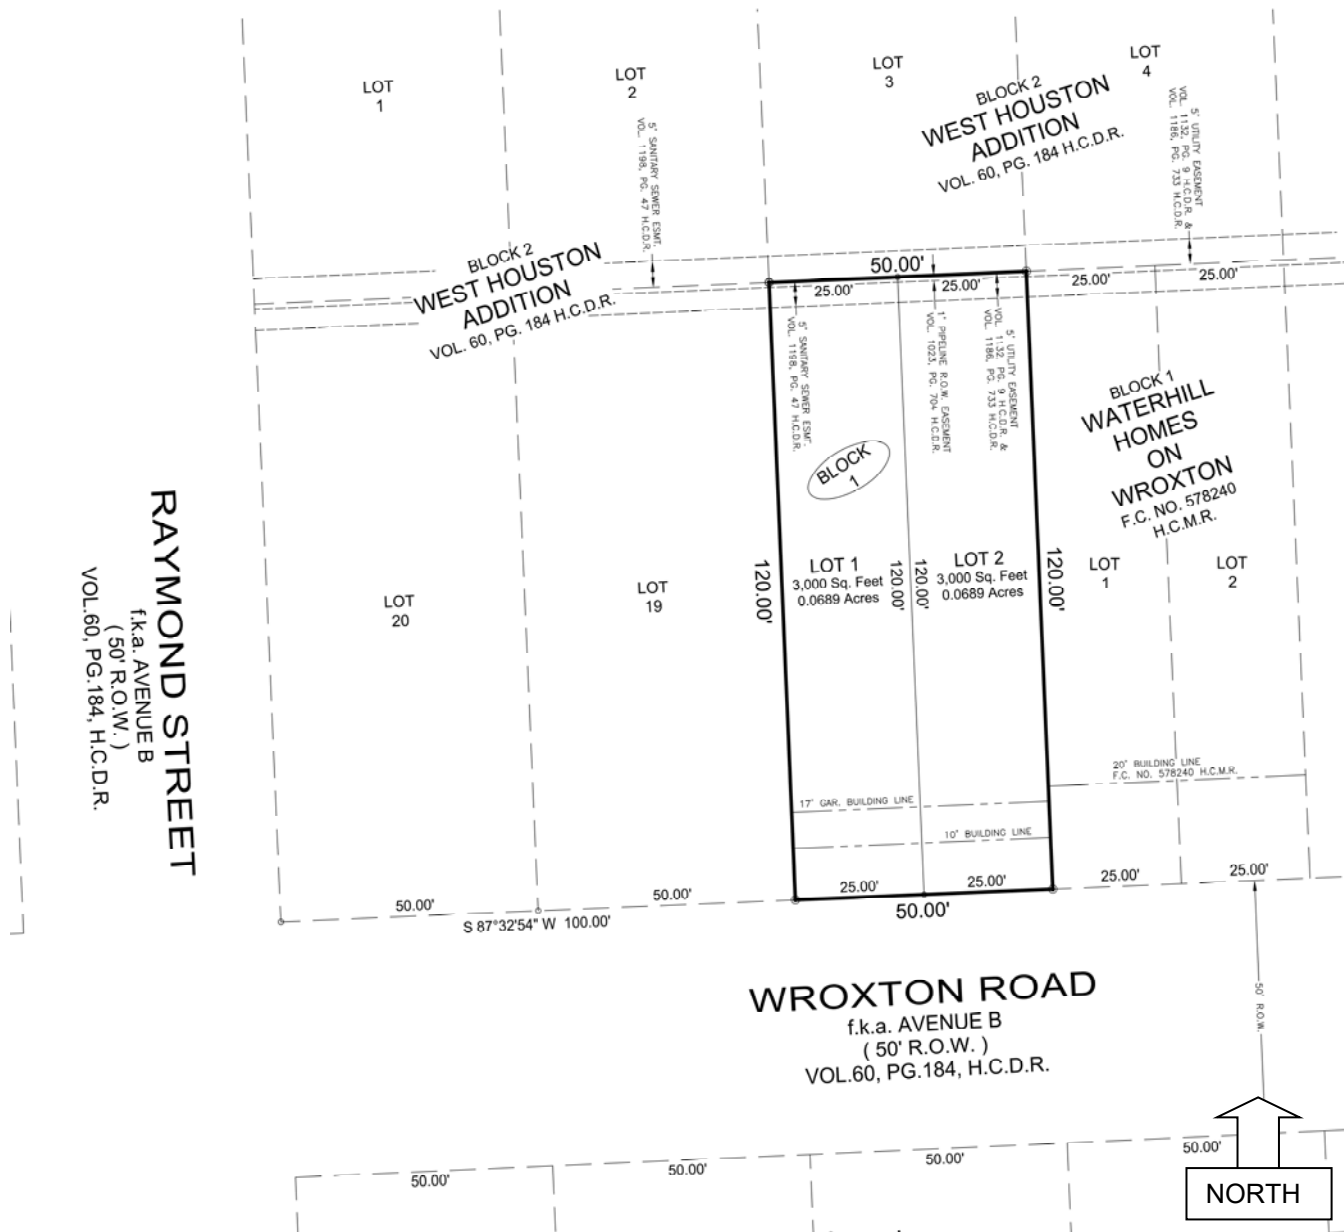 LOT
1
LOT
2
LOT
3
LOT
4
BLOCK 2
WEST HOUSTON
ADDITION
VOL. 60, PG. 184 H.C.D.R.
5' SANITARY SEWER ESMT.
VOL. 1198, PG. 47 H.C.D.R.
5' UTILITY EASEMENT
VOL. 1132, PG. 9 H.C.D.R. &
VOL. 1186, PG. 733 H.C.D.R.
BLOCK 2
WEST HOUSTON
ADDITION
VOL. 60, PG. 184 H.C.D.R.
50.00'
25.00'
25.00'
25.00'
25.00'
5' SANITARY SEWER ESMT.
VOL. 1198, PG. 47 H.C.D.R.
1' PIPELINE R.O.W. EASEMENT
VOL. 1023, PG. 704 H.C.D.R.
5' UTILITY EASEMENT
VOL. 1132, PG. 9 H.C.D.R. &
VOL. 1186, PG. 733 H.C.D.R.
BLOCK 1
WATERHILL
HOMES
ON
WROXTON
F.C. NO. 578240
H.C.M.R.
BLOCK
1
RAYMOND STREET
f.k.a. AVENUE B
( 50' R.O.W. )
VOL.60, PG.184, H.C.D.R.
LOT
20
LOT
19
120.00'
LOT 1
3,000 Sq. Feet
0.0689 Acres
120.00'
120.00'
LOT 2
3,000 Sq. Feet
0.0689 Acres
120.00'
LOT
1
LOT
2
20' BUILDING LINE
F.C. NO. 578240 H.C.M.R.
17' GAR. BUILDING LINE
10' BUILDING LINE
50.00'
50.00'
25.00'
25.00'
25.00'
25.00'
S 87°32'54" W 100.00'
50.00'
WROXTON ROAD
f.k.a. AVENUE B
( 50' R.O.W. )
VOL.60, PG.184, H.C.D.R.
50' R.O.W.
50.00'
50.00'
50.00'
50.00'
NORTH